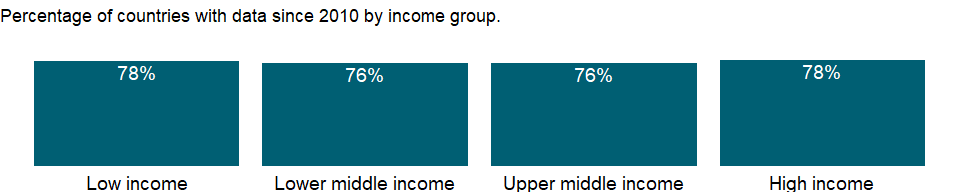 Percentage of countries with data since 2010 by income group.
78%
76%
76%
78%
Low income
Lower middle income
Upper middle income
High income